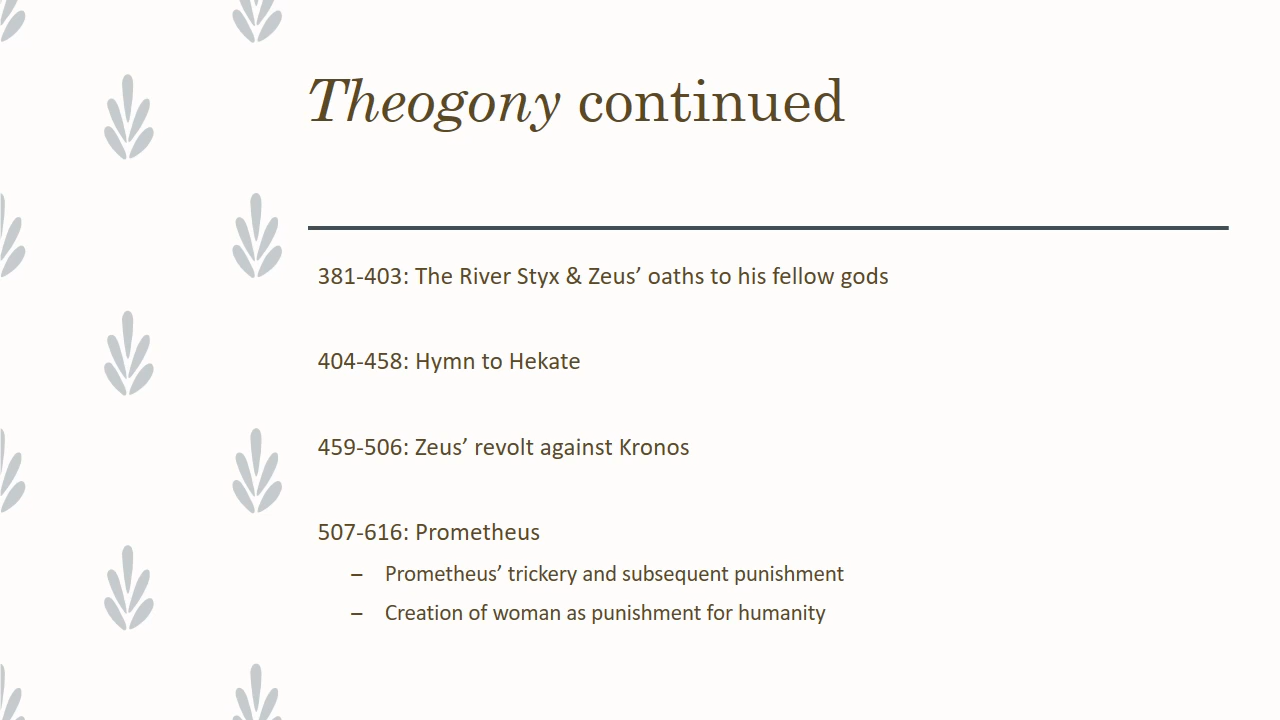 Theogony continued
381-403: The River Styx & Zeus’ oaths to his fellow gods
404-458: Hymn to Hekate
459-506: Zeus’ revolt against Kronos
507-616: Prometheus
– Prometheus’ trickery and subsequent punishment
– Creation of woman as punishment for humanity